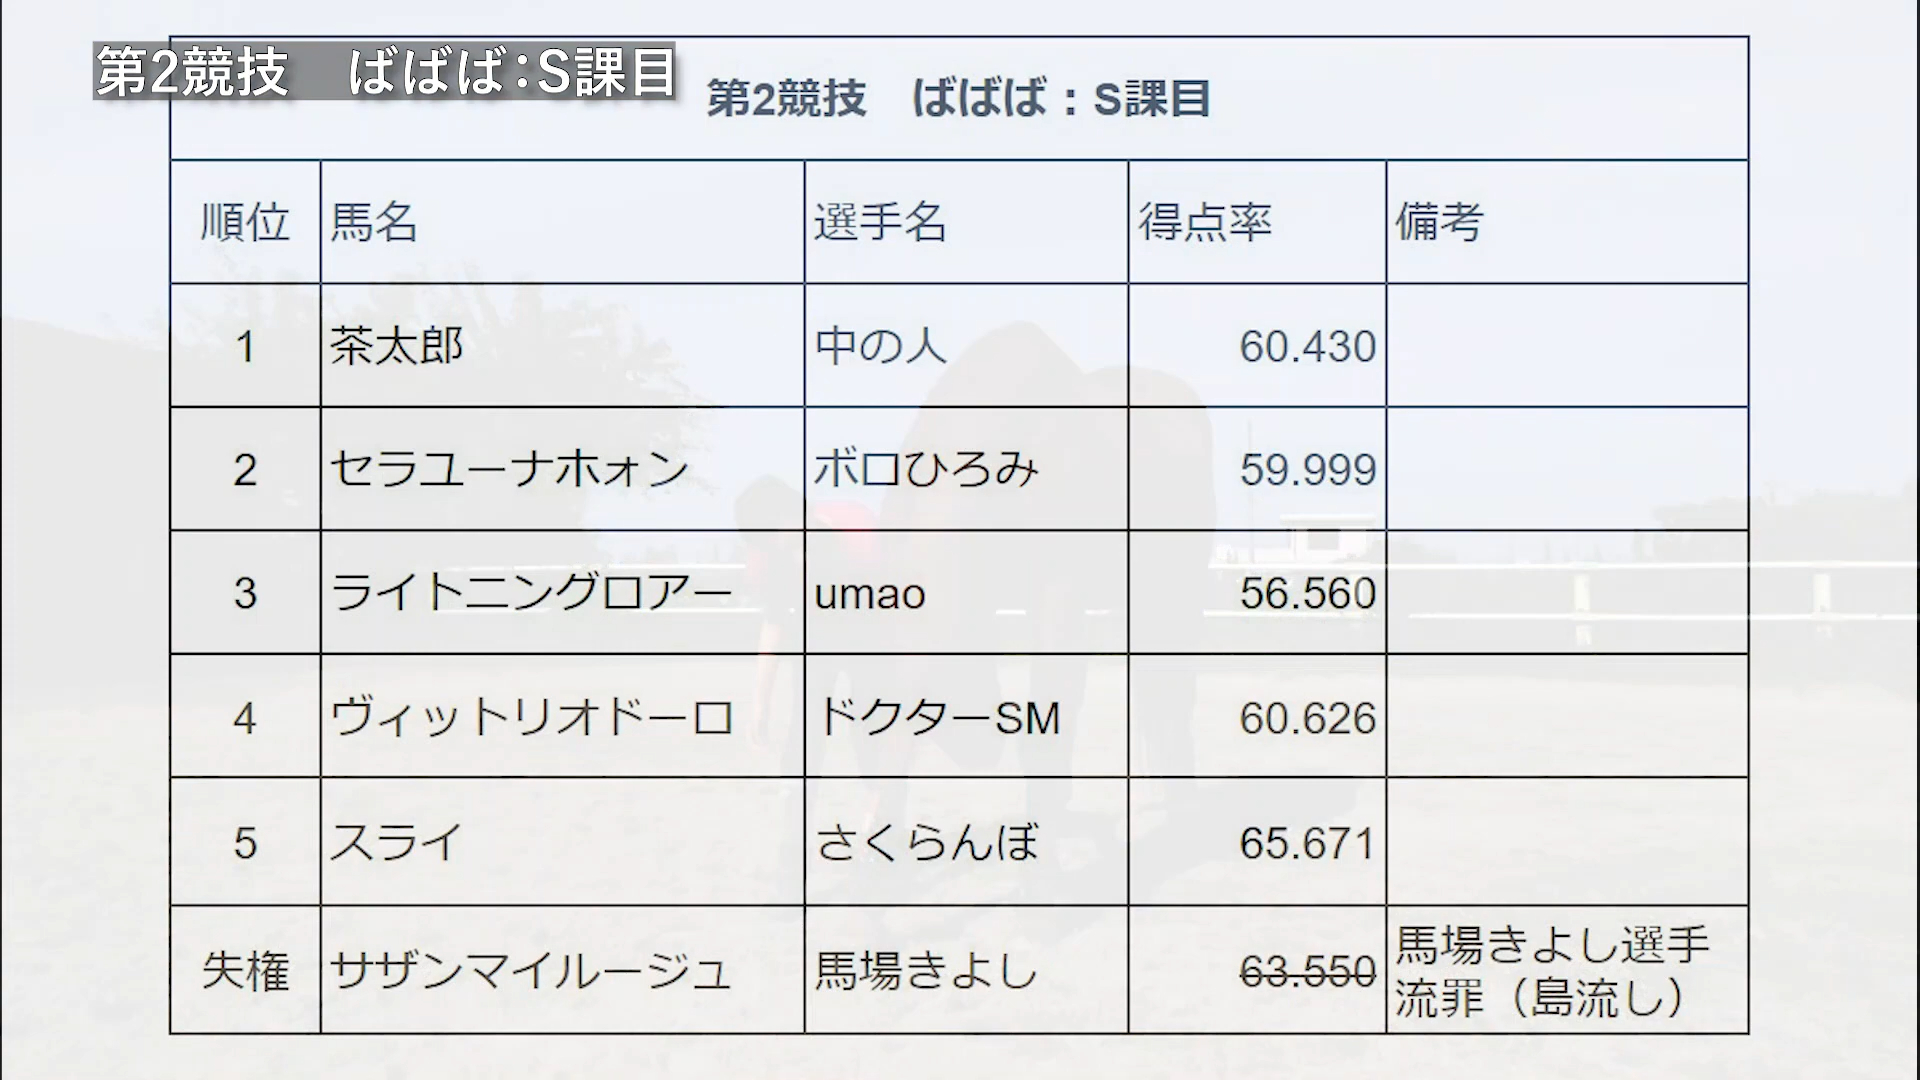 第2競技　ばばば：S課目
第2競技　ばばば：S課目
順位 馬名 選手名 得点率 備考
1 茶太郎 中の人 60.430
2 セラユーナホォン ボロひろみ 59.999
3 ライトニングロアー umao 56.560
4 ヴィットリオドーロ ドクターSM 60.626
5 スライ さくらんぼ 65.671
失権 サザンマイルージュ 馬場きよし 63.550 馬場きよし選手
流罪（島流し）